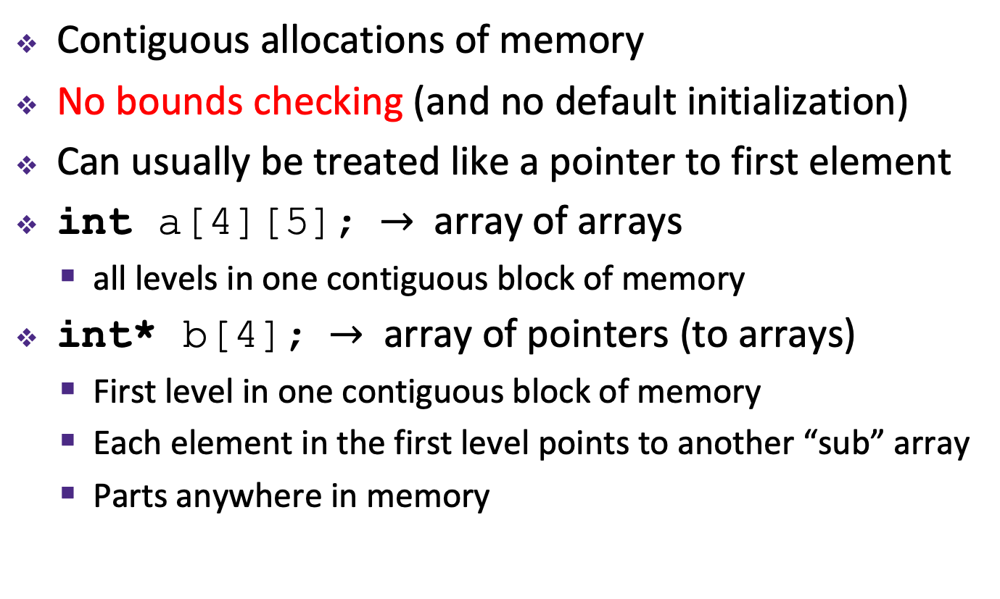 ❖ Contiguous allocations of memory
❖ No bounds checking (and no default initialization)
❖ Can usually be treated like a pointer to first element
❖ int a[4][5]; → array of arrays
▪ all levels in one contiguous block of memory
❖ int* b[4]; → array of pointers (to arrays)
▪ First level in one contiguous block of memory
▪ Each element in the first level points to another “sub” array
▪ Parts anywhere in memory